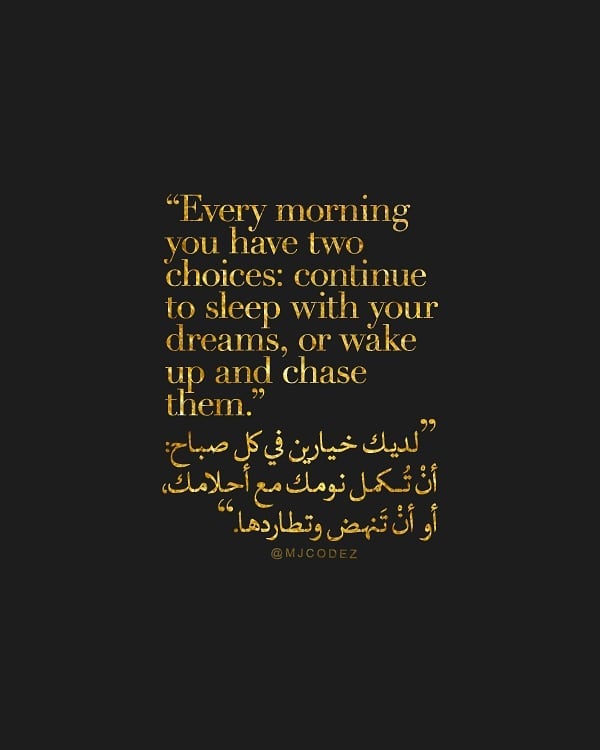 “Every morning
you have two
choices: continue
to sleep with your
dreams, or wake
up and chase
them.”
”لديك خيارين في كل صباح:
أنْ تُكمل نومك مع أحلامك،
أو أنْ تَنهض وتطاردها.“
@MJCODEZ